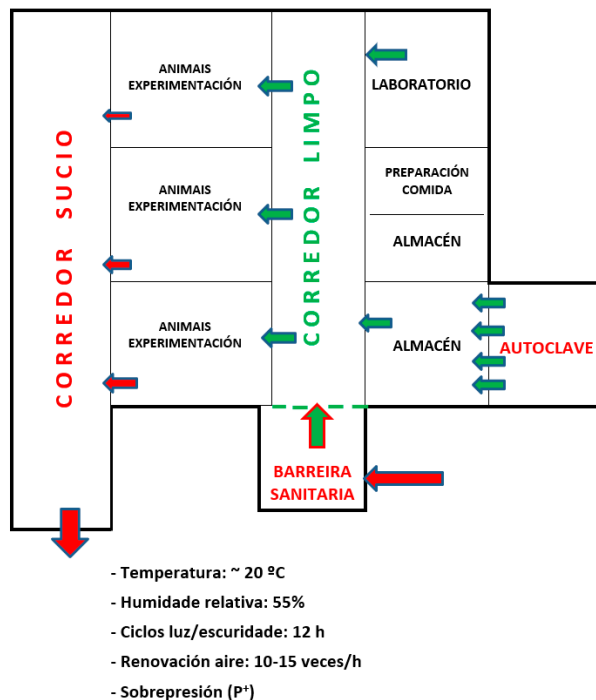 ANIMAIS
EXPERIMENTACIÓN
LABORATORIO
CORREDOR SUCIO
CORREDOR LIMPO
ANIMAIS
EXPERIMENTACIÓN
PREPARACIÓN
COMIDA
ALMACÉN
ANIMAIS
EXPERIMENTACIÓN
ALMACÉN
AUTOCLAVE
BARREIRA
SANITARIA
- Temperatura: ~ 20 ºC
- Humidade relativa: 55%
- Ciclos luz/escuridade: 12 h
- Renovación aire: 10-15 veces/h
- Sobrepresión (P⁺)